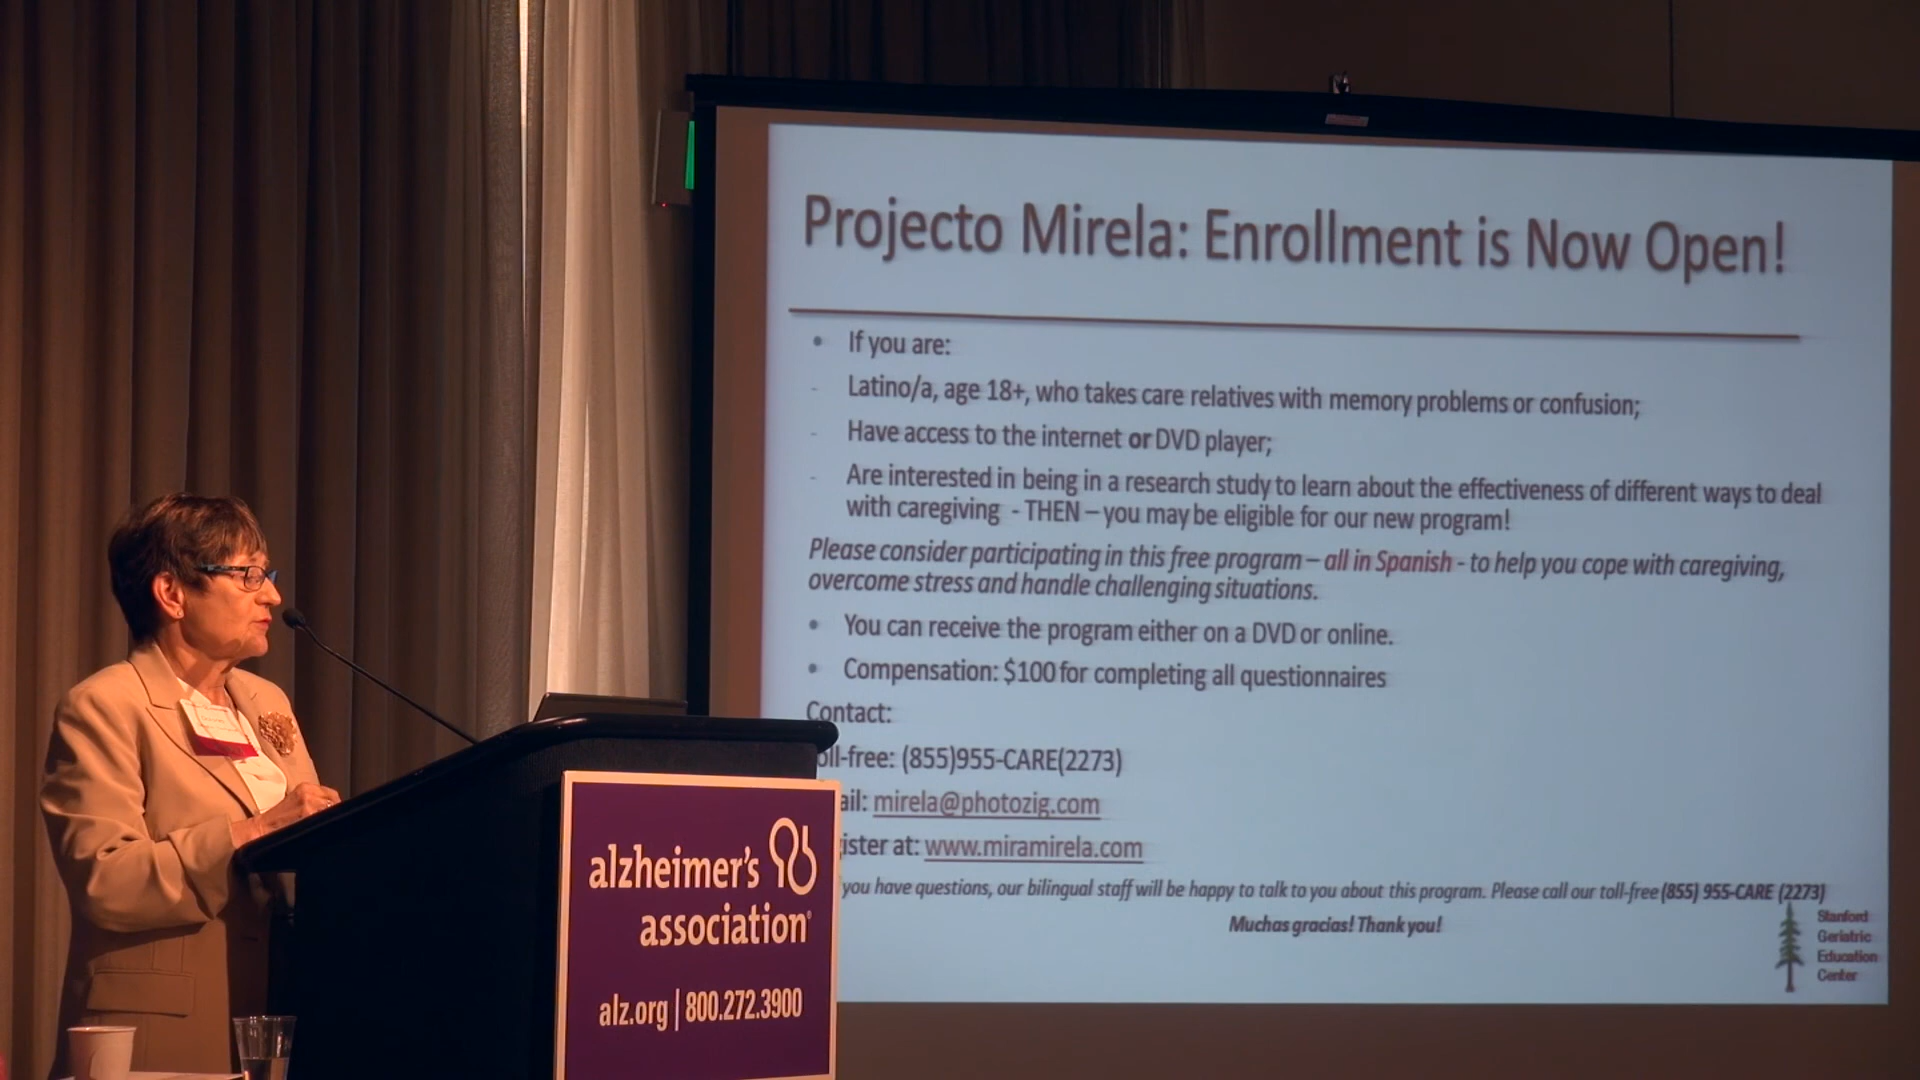 Projecto Mirela: Enrollment is Now Open!
• If you are:
- Latino/a, age 18+, who takes care relatives with memory problems or confusion;
- Have access to the internet or DVD player;
- Are interested in being in a research study to learn about the effectiveness of different ways to deal
with caregiving - THEN – you may be eligible for our new program!
Please consider participating in this free program – all in Spanish - to help you cope with caregiving,
overcome stress and handle challenging situations.
• You can receive the program either on a DVD or online.
• Compensation: $100 for completing all questionnaires
Contact:
oll-free: (855)955-CARE(2273)
ail: mirela@photozig.com
ister at: www.miramirela.com
you have questions, our bilingual staff will be happy to talk to you about this program. Please call our toll-free (855) 955-CARE (2273)
Muchas gracias! Thank you!
Stanford
Geriatric
Education
Center
alzheimer's
association®
alz.org | 800.272.3900